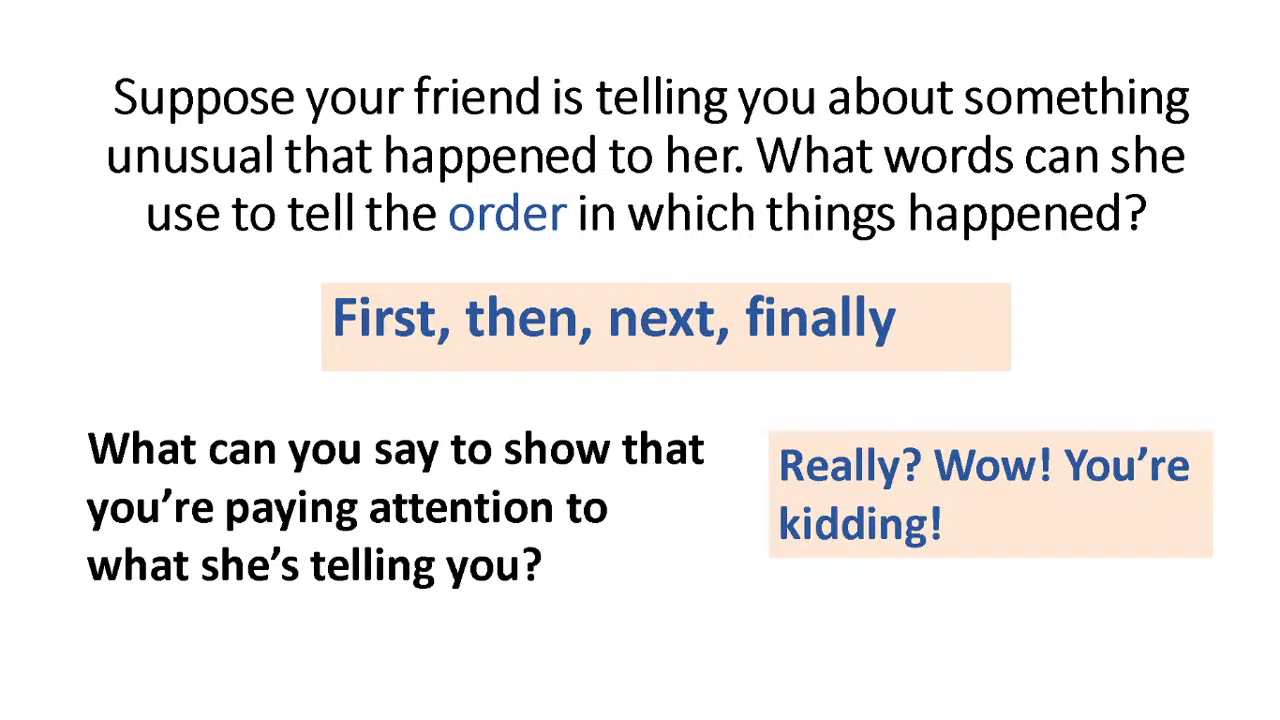 Suppose your friend is telling you about something
unusual that happened to her. What words can she
use to tell the order in which things happened?
First, then, next, finally
What can you say to show that
you’re paying attention to
what she’s telling you?
Really? Wow! You’re
kidding!